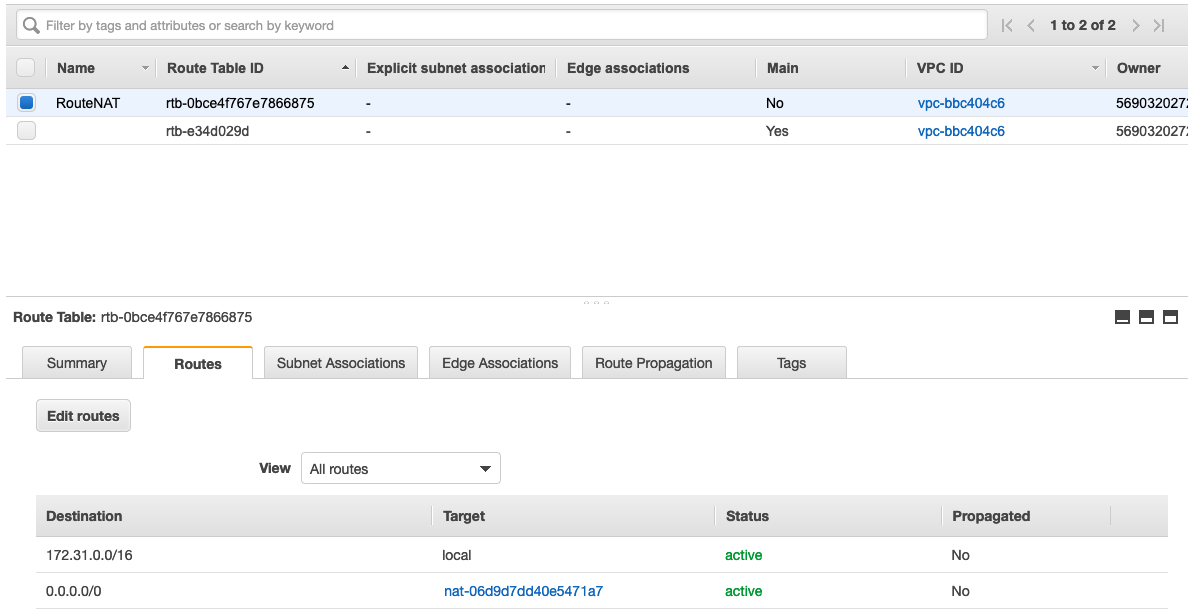 Filter by tags and attributes or search by keyword 1 to 2 of 2
Name Route Table ID Explicit subnet association Edge associations Main VPC ID Owner
RouteNAT rtb-0bce4f767e7866875 - - No vpc-bbc404c6 569032027
rtb-e34d029d - - Yes vpc-bbc404c6 569032027
Route Table: rtb-0bce4f767e7866875
Summary Routes Subnet Associations Edge Associations Route Propagation Tags
Edit routes
View All routes
Destination Target Status Propagated
172.31.0.0/16 local active No
0.0.0.0/0 nat-06d9d7dd40e5471a7 active No